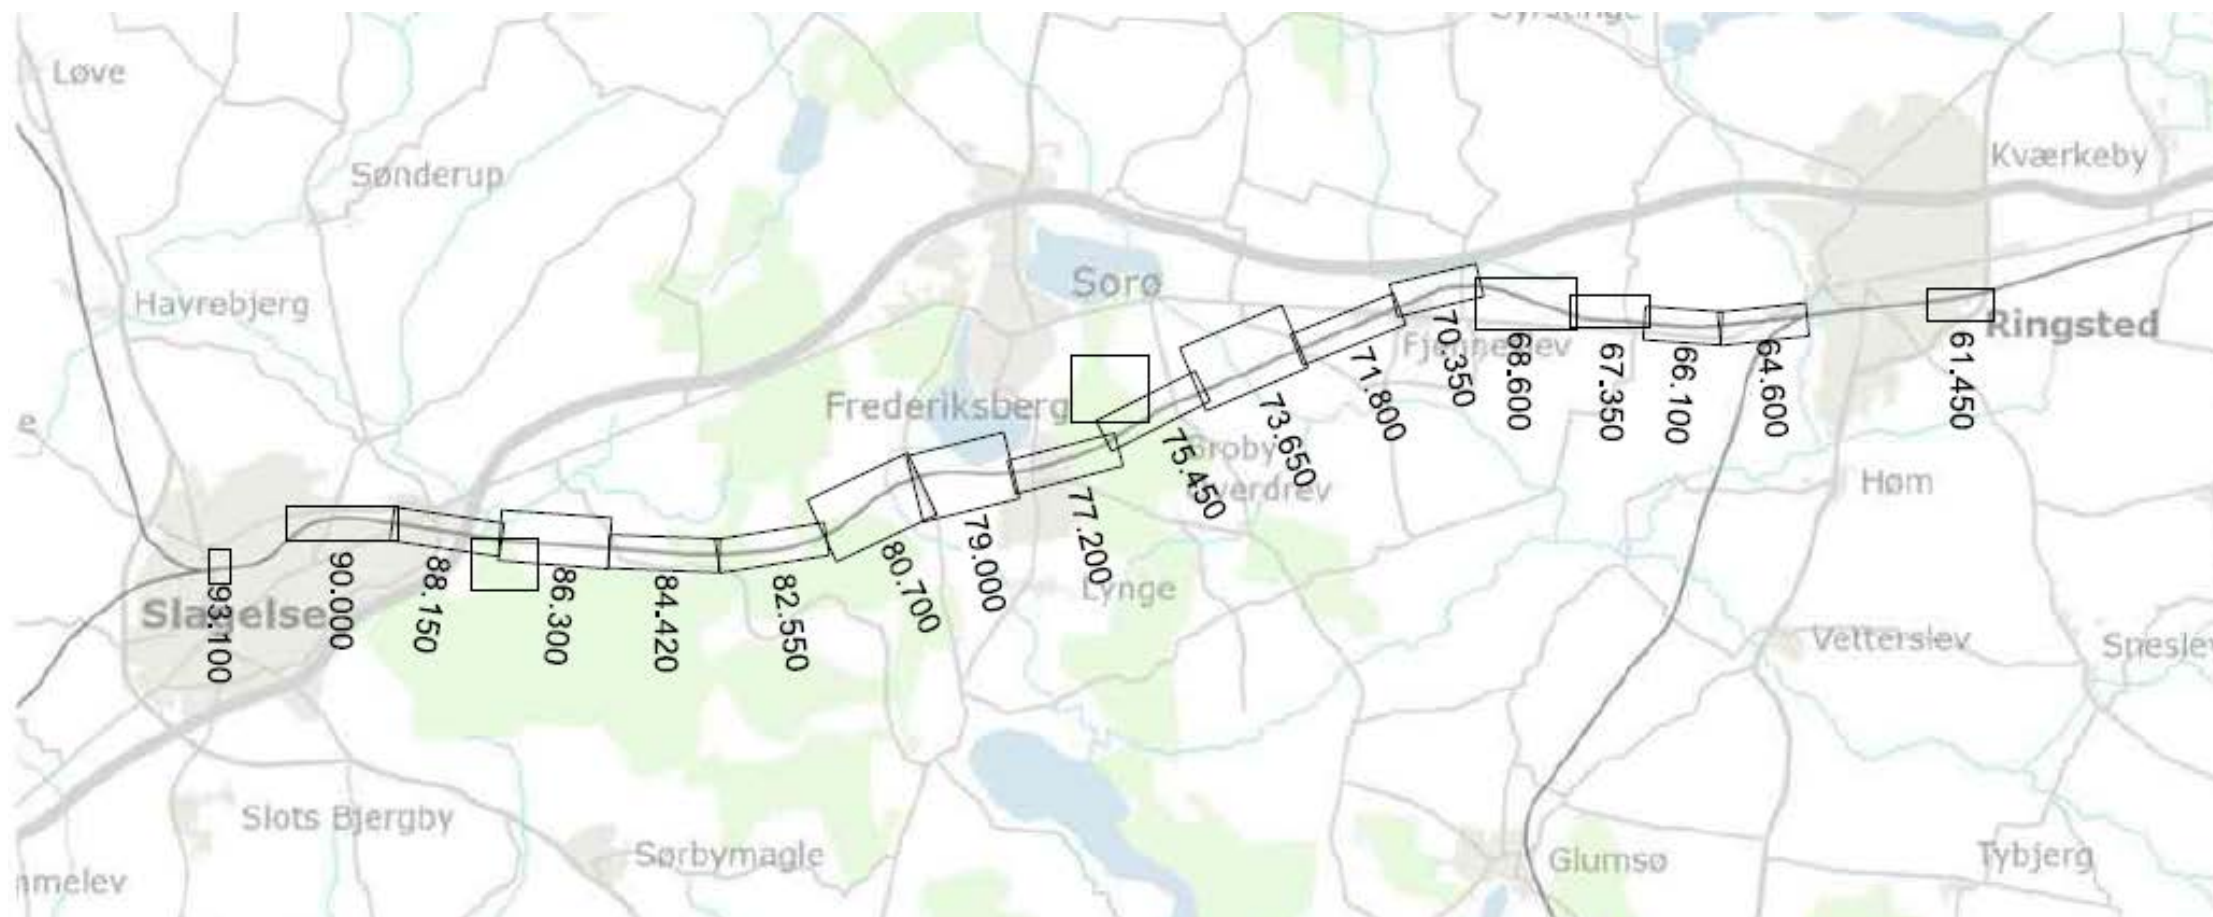 Løve
Kværkeby
Sønderup
Sorø
Havrebjerg
Ringsted
Frederiksberg
Høm
Lynge
Slagelse
Vetterslev
Slots Bjergby
Sørbymagle
Glumsø
Tybjerg
93.100
90.000
88.150
86.300
84.420
82.550
80.700
79.000
77.200
75.450
73.650
71.800
70.350
68.600
67.350
66.100
64.600
61.450